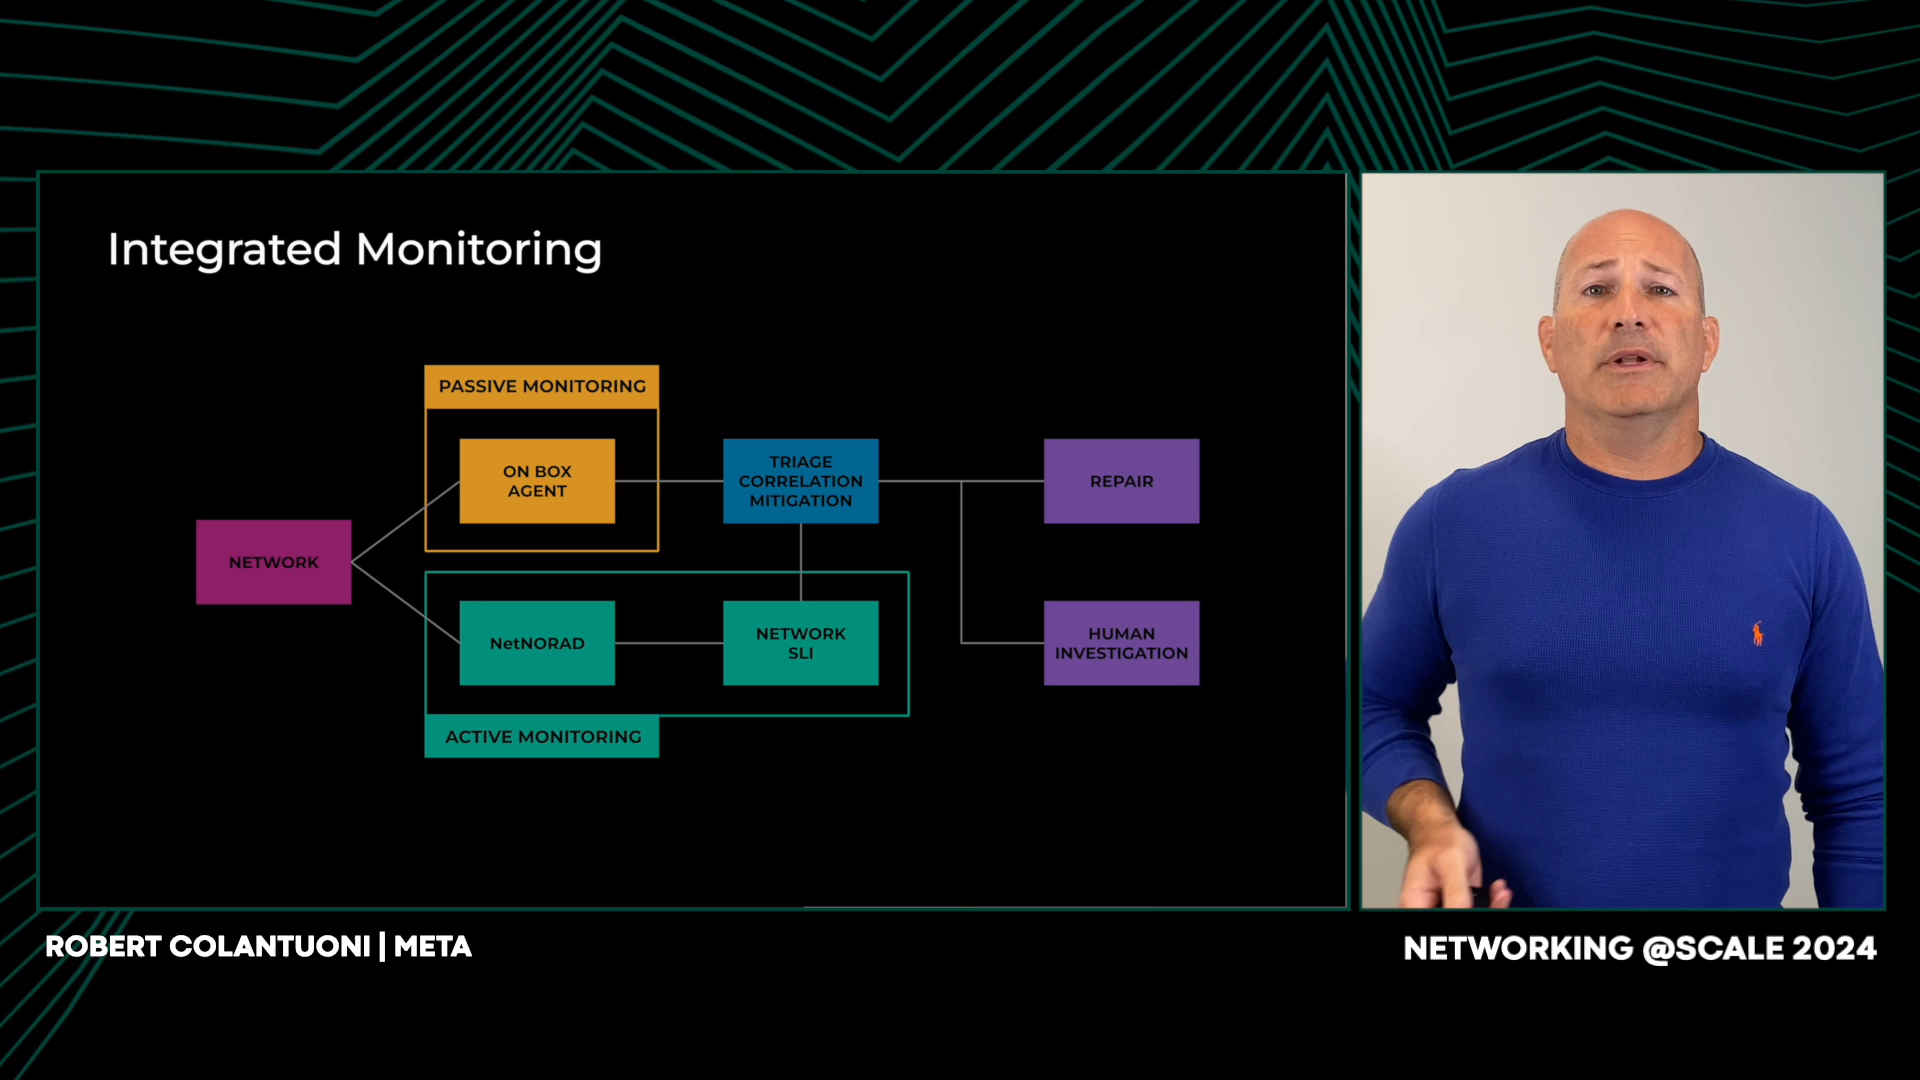 Integrated Monitoring
PASSIVE MONITORING
ON BOX
AGENT
TRIAGE
CORRELATION
MITIGATION
REPAIR
NETWORK
NetNORAD
NETWORK
SLI
HUMAN
INVESTIGATION
ACTIVE MONITORING
ROBERT COLANTUONI | META
NETWORKING @SCALE 2024